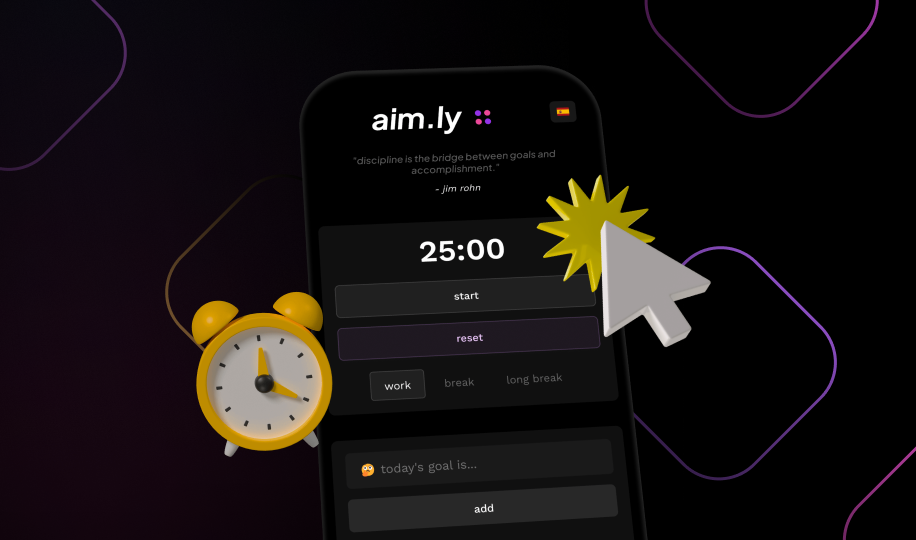 aim.ly
"discipline is the bridge between goals and
accomplishment."
- jim rohn
25:00
start
reset
work break long break
today's goal is...
add